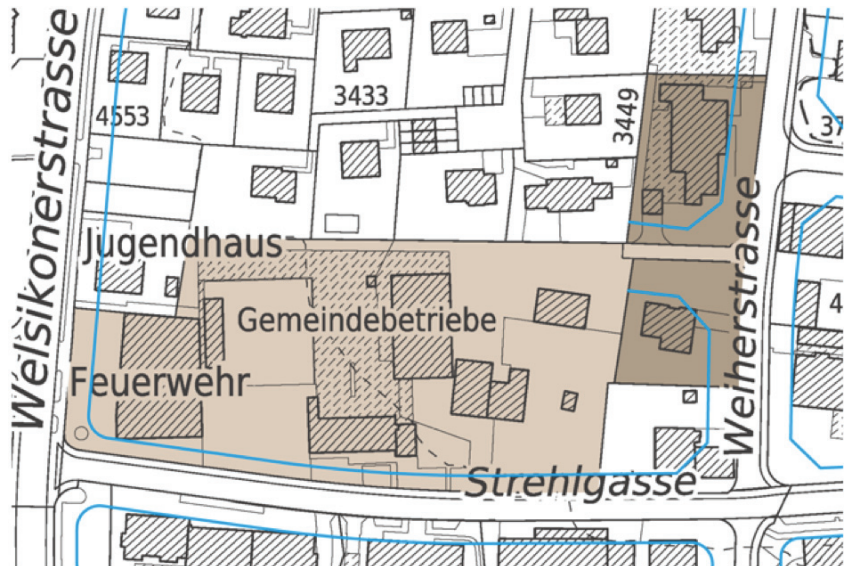 Welsikonerstrasse
4553
3433
3449
37
Jugendhaus
Weiherstrasse
Gemeindebetriebe
4
Feuerwehr
Strehlgasse